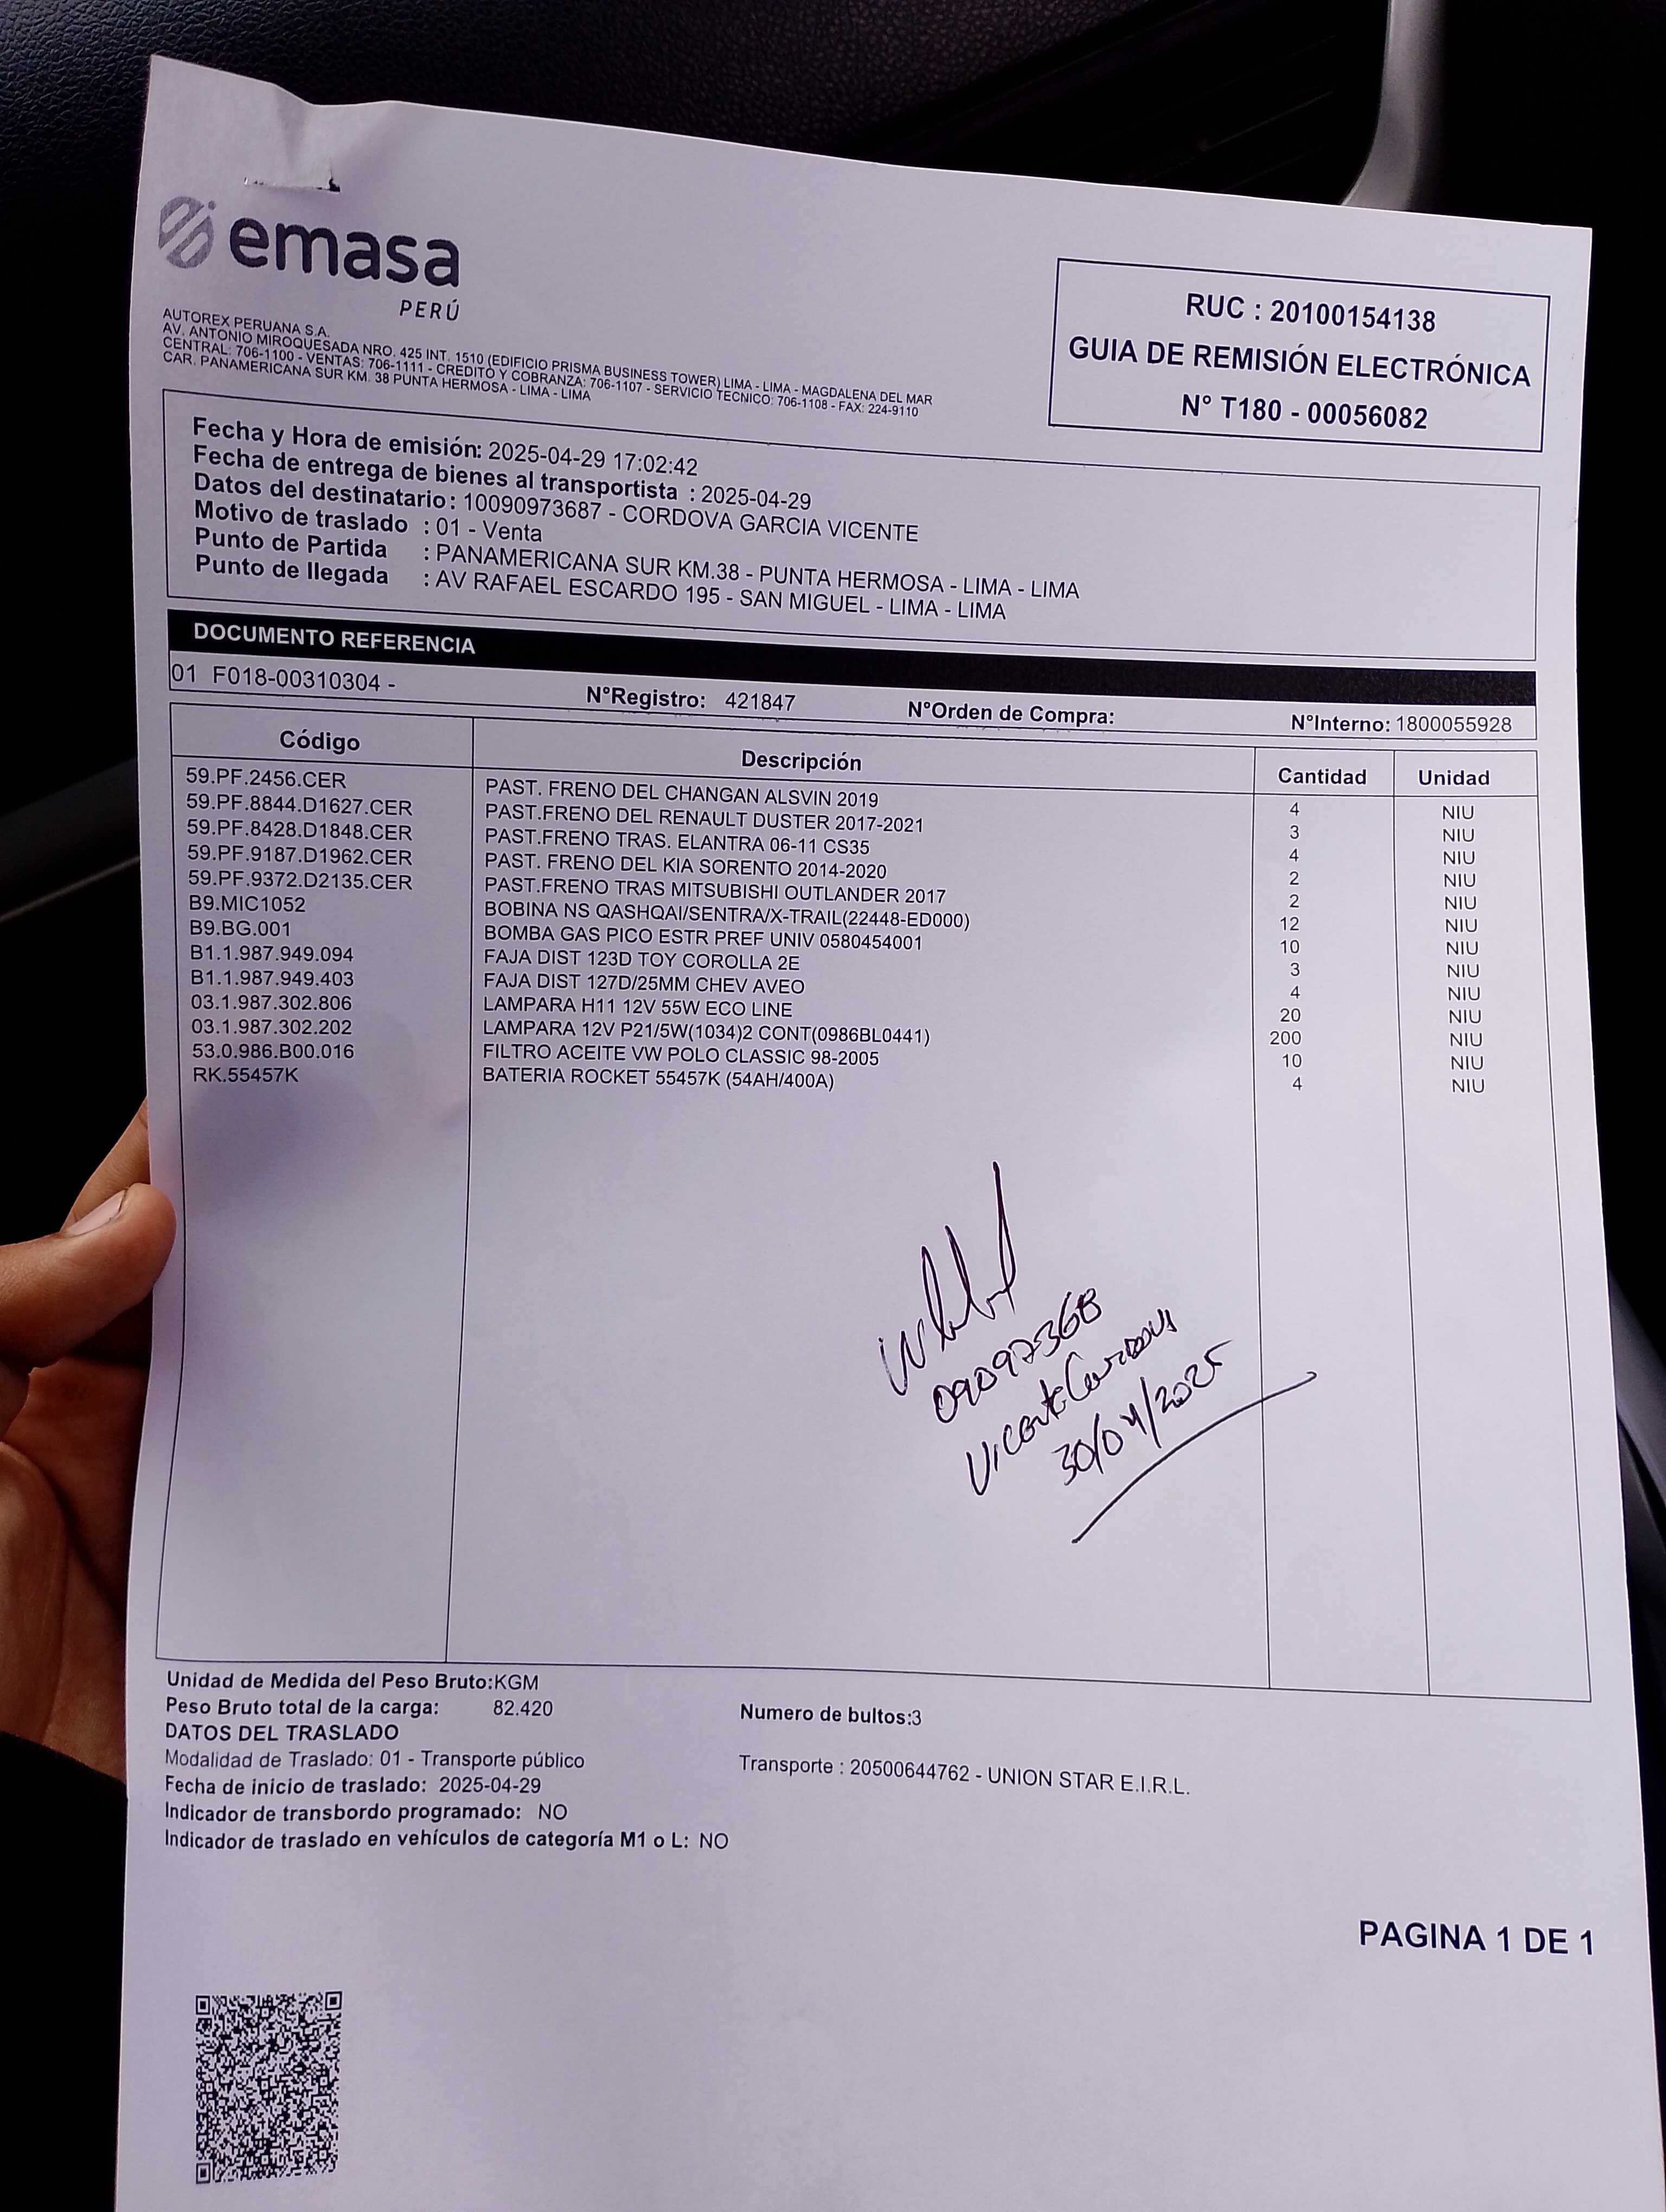 emasa
PERÚ
AUTOREX PERUANA S.A.
AV. ANTONIO MIROQUESADA NRO. 425 INT. 1510 (EDIFICIO PRISMA BUSINESS TOWER) LIMA - LIMA - MAGDALENA DEL MAR
CENTRAL: 706-1100 - VENTAS: 706-1111 - CREDITO Y COBRANZA: 706-1107 - SERVICIO TECNICO: 706-1108 - FAX: 224-9110
CAR. PANAMERICANA SUR KM. 38 PUNTA HERMOSA - LIMA - LIMA
RUC : 20100154138
GUIA DE REMISIÓN ELECTRÓNICA
N° T180 - 00056082
Fecha y Hora de emisión: 2025-04-29 17:02:42
Fecha de entrega de bienes al transportista : 2025-04-29
Datos del destinatario : 10090973687 - CORDOVA GARCIA VICENTE
Motivo de traslado : 01 - Venta
Punto de Partida : PANAMERICANA SUR KM.38 - PUNTA HERMOSA - LIMA - LIMA
Punto de llegada : AV RAFAEL ESCARDO 195 - SAN MIGUEL - LIMA - LIMA
DOCUMENTO REFERENCIA
01 F018-00310304 - N°Registro: 421847 N°Orden de Compra: N°Interno: 1800055928
Código Descripción Cantidad Unidad
59.PF.2456.CER PAST. FRENO DEL CHANGAN ALSVIN 2019 4 NIU
59.PF.8844.D1627.CER PAST.FRENO DEL RENAULT DUSTER 2017-2021 3 NIU
59.PF.8428.D1848.CER PAST.FRENO TRAS. ELANTRA 06-11 CS35 4 NIU
59.PF.9187.D1962.CER PAST. FRENO DEL KIA SORENTO 2014-2020 2 NIU
59.PF.9372.D2135.CER PAST.FRENO TRAS MITSUBISHI OUTLANDER 2017 2 NIU
B9.MIC1052 BOBINA NS QASHQAI/SENTRA/X-TRAIL(22448-ED000) 12 NIU
B9.BG.001 BOMBA GAS PICO ESTR PREF UNIV 0580454001 10 NIU
B1.1.987.949.094 FAJA DIST 123D TOY COROLLA 2E 3 NIU
B1.1.987.949.403 FAJA DIST 127D/25MM CHEV AVEO 4 NIU
03.1.987.302.806 LAMPARA H11 12V 55W ECO LINE 20 NIU
03.1.987.302.202 LAMPARA 12V P21/5W(1034)2 CONT(0986BL0441) 200 NIU
53.0.986.B00.016 FILTRO ACEITE VW POLO CLASSIC 98-2005 10 NIU
RK.55457K BATERIA ROCKET 55457K (54AH/400A) 4 NIU
09097368
Vicente Cordova
30/04/2025
Unidad de Medida del Peso Bruto:KGM
Peso Bruto total de la carga: 82.420 Numero de bultos:3
DATOS DEL TRASLADO
Modalidad de Traslado: 01 - Transporte público Transporte : 20500644762 - UNION STAR E.I.R.L.
Fecha de inicio de traslado: 2025-04-29
Indicador de transbordo programado: NO
Indicador de traslado en vehículos de categoría M1 o L: NO
PAGINA 1 DE 1